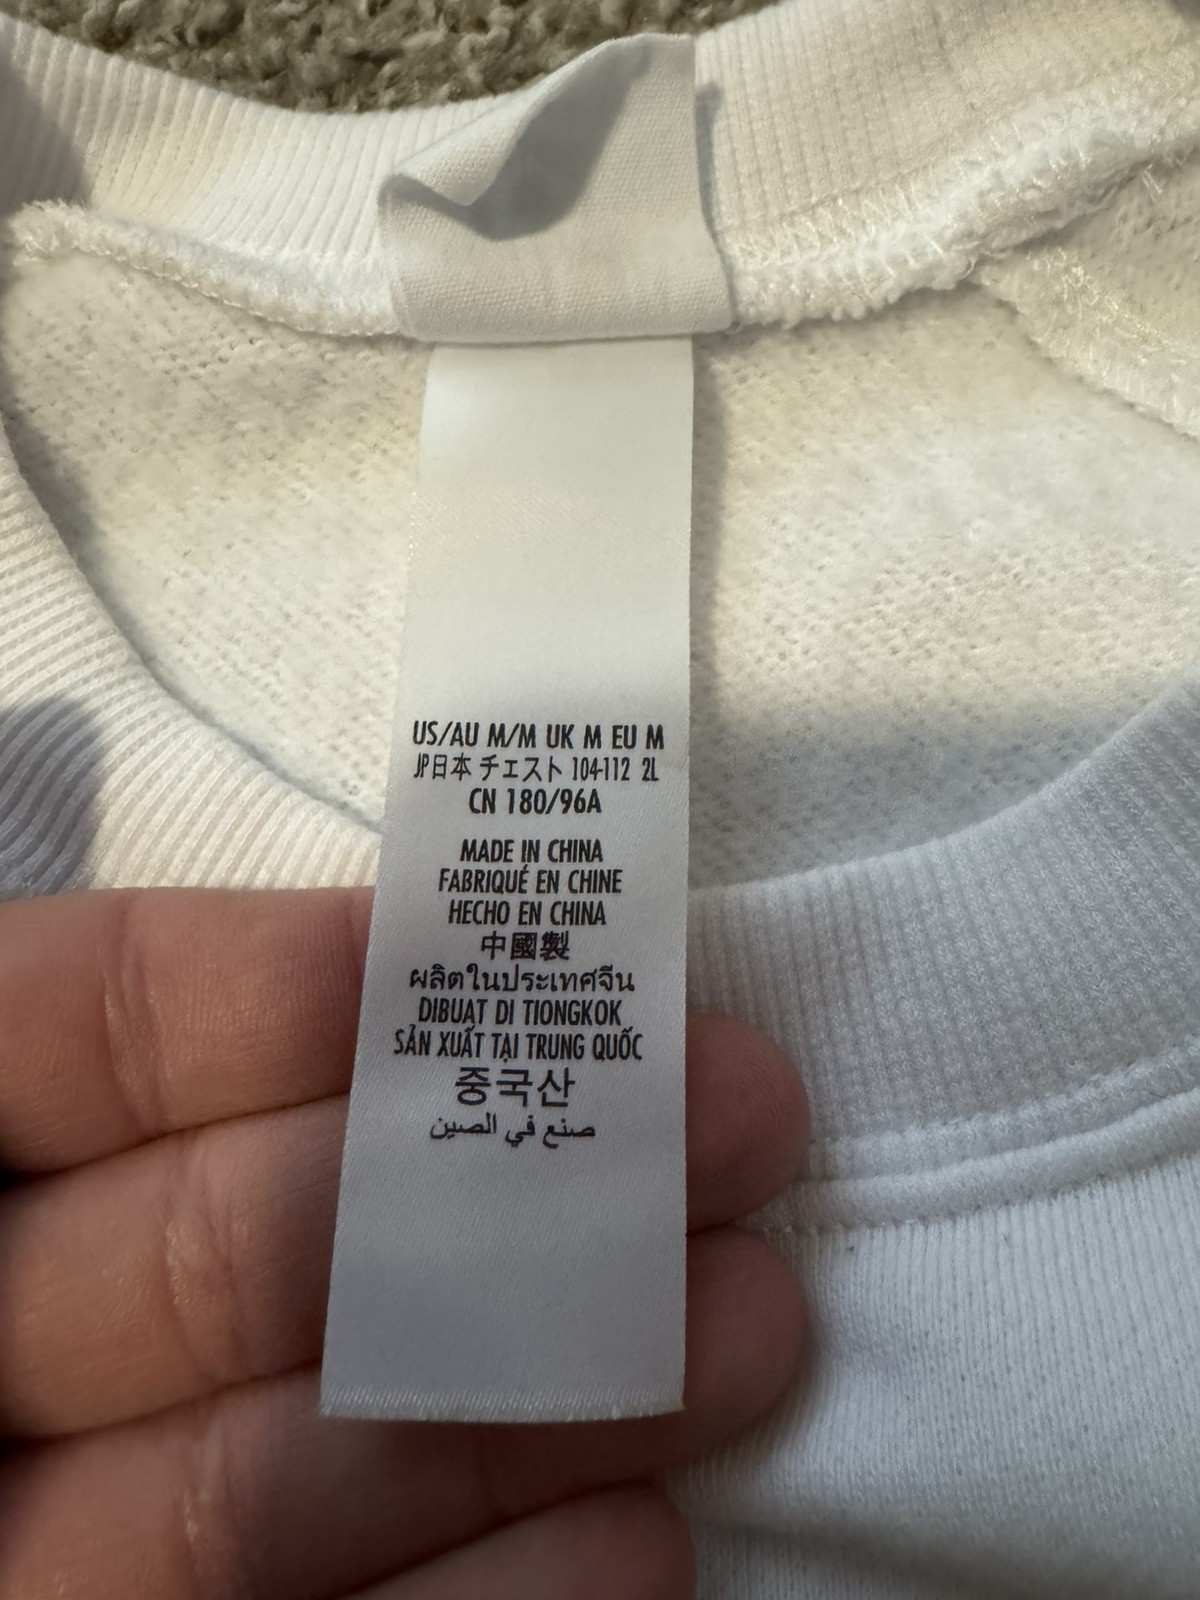 US/AU M/M UK M EU M
JP日本 チェスト 104-112 2L
CN 180/96A
MADE IN CHINA
FABRIQUÉ EN CHINE
HECHO EN CHINA
中國製
ผลิตในประเทศจีน
DIBUAT DI TIONGKOK
SẢN XUẤT TẠI TRUNG QUỐC
중국산
صنع في الصين